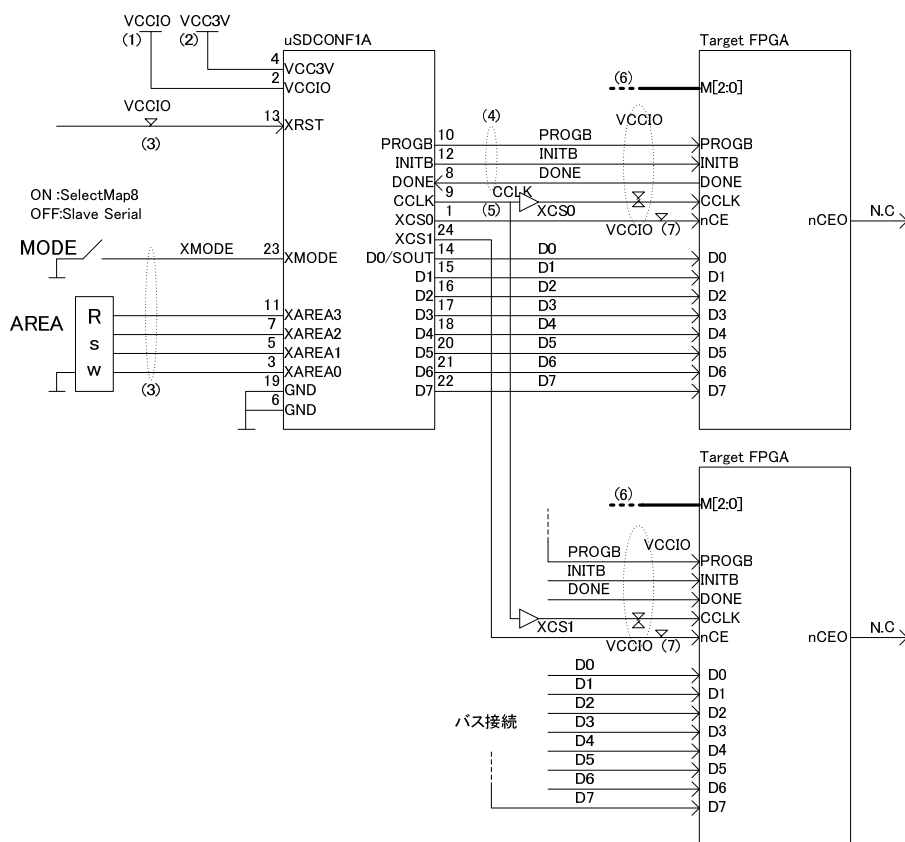 VCCIO VCC3V
(1) (2)
uSDCONF1A
4 VCC3V
2 VCCIO
VCCIO
13 XRST
(3)
ON :SelectMap8
OFF:Slave Serial
MODE XMODE 23 XMODE
AREA
R
s
w
11 XAREA3
7 XAREA2
5 XAREA1
3 XAREA0
19 GND
6 GND
(3)
PROGB 10
INITB 12
DONE 8
CCLK 9
XCS0 1
XCS1 24
D0/SOUT 14
D1 15
D2 16
D3 17
D4 18
D5 20
D6 21
D7 22
(4)
PROGB
INITB
DONE
CCLK
(5)
XCS0
D0
D1
D2
D3
D4
D5
D6
D7
(6)
VCCIO
VCCIO (7)
Target FPGA
M[2:0]
PROGB
INITB
DONE
CCLK
nCE
nCEO N.C
D0
D1
D2
D3
D4
D5
D6
D7
Target FPGA
(6)
M[2:0]
VCCIO
PROGB PROGB
INITB INITB
DONE DONE
CCLK
XCS1
VCCIO (7)
nCE
nCEO N.C
D0 D0
D1 D1
D2 D2
バス接続
D3 D3
D4 D4
D5 D5
D6 D6
D7 D7